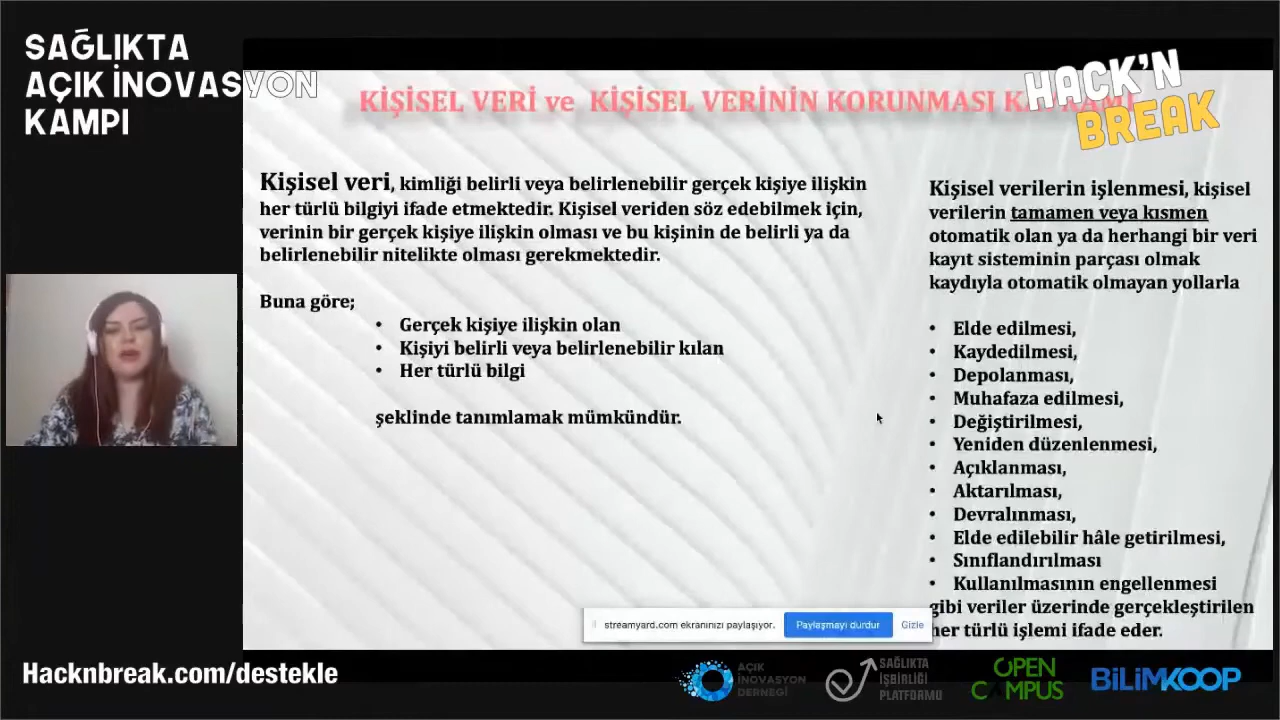 SAĞLIKTA
AÇIK İNOVASYON
KAMPI
HACK'N
BREAK
KİŞİSEL VERİ ve KİŞİSEL VERİNİN KORUNMASI
Kişisel veri, kimliği belirli veya belirlenebilir gerçek kişiye ilişkin
her türlü bilgiyi ifade etmektedir. Kişisel veriden söz edebilmek için,
verinin bir gerçek kişiye ilişkin olması ve bu kişinin de belirli ya da
belirlenebilir nitelikte olması gerekmektedir.
Buna göre;
• Gerçek kişiye ilişkin olan
• Kişiyi belirli veya belirlenebilir kılan
• Her türlü bilgi
şeklinde tanımlamak mümkündür.
Kişisel verilerin işlenmesi, kişisel
verilerin tamamen veya kısmen
otomatik olan ya da herhangi bir veri
kayıt sisteminin parçası olmak
kaydıyla otomatik olmayan yollarla
• Elde edilmesi,
• Kaydedilmesi,
• Depolanması,
• Muhafaza edilmesi,
• Değiştirilmesi,
• Yeniden düzenlenmesi,
• Açıklanması,
• Aktarılması,
• Devralınması,
• Elde edilebilir hâle getirilmesi,
• Sınıflandırılması
• Kullanılmasının engellenmesi
gibi veriler üzerinde gerçekleştirilen
her türlü işlemi ifade eder.
streamyard.com ekranınızı paylaşıyor.
Paylaşmayı durdur
Gizle
Hacknbreak.com/destekle
AÇIK
İNOVASYON
DERNEĞİ
SAĞLIKTA
İŞBİRLİĞİ
PLATFORMU
OPEN
CAMPUS
BİLİMKOOP